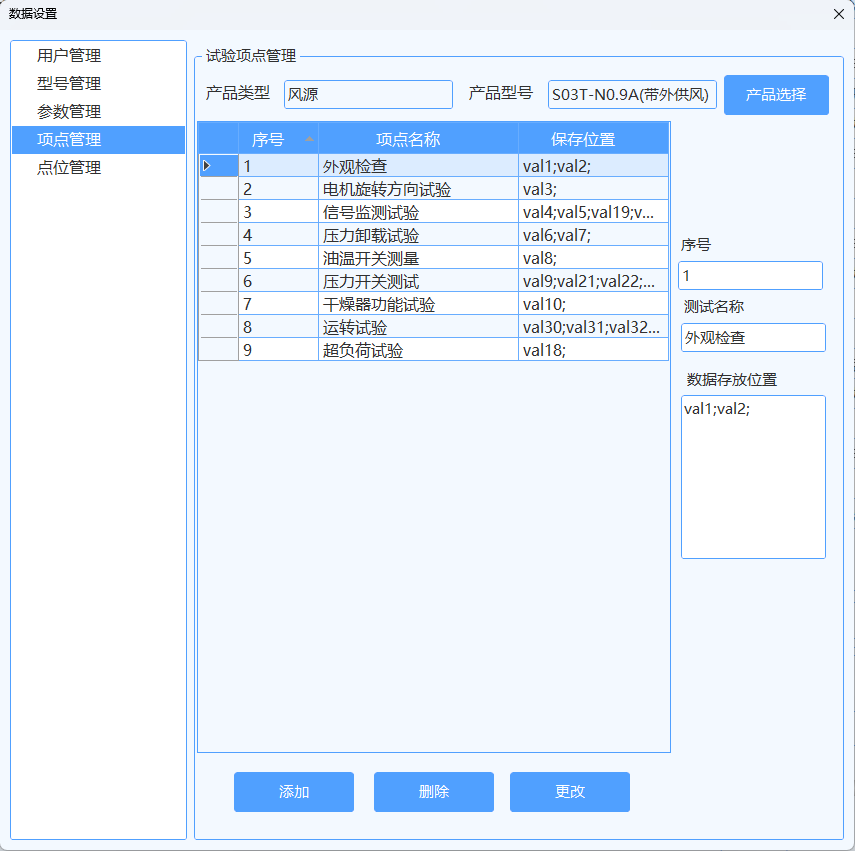 数据设置
用户管理
型号管理
参数管理
项点管理
点位管理
试验项点管理
产品类型 风源 产品型号 S03T-N0.9A(带外供风) 产品选择
序号 项点名称 保存位置
1 外观检查 val1;val2;
2 电机旋转方向试验 val3;
3 信号监测试验 val4;val5;val19;v...
4 压力卸载试验 val6;val7;
5 油温开关测量 val8;
6 压力开关测试 val9;val21;val22;...
7 干燥器功能试验 val10;
8 运转试验 val30;val31;val32...
9 超负荷试验 val18;
序号
1
测试名称
外观检查
数据存放位置
val1;val2;
添加 删除 更改